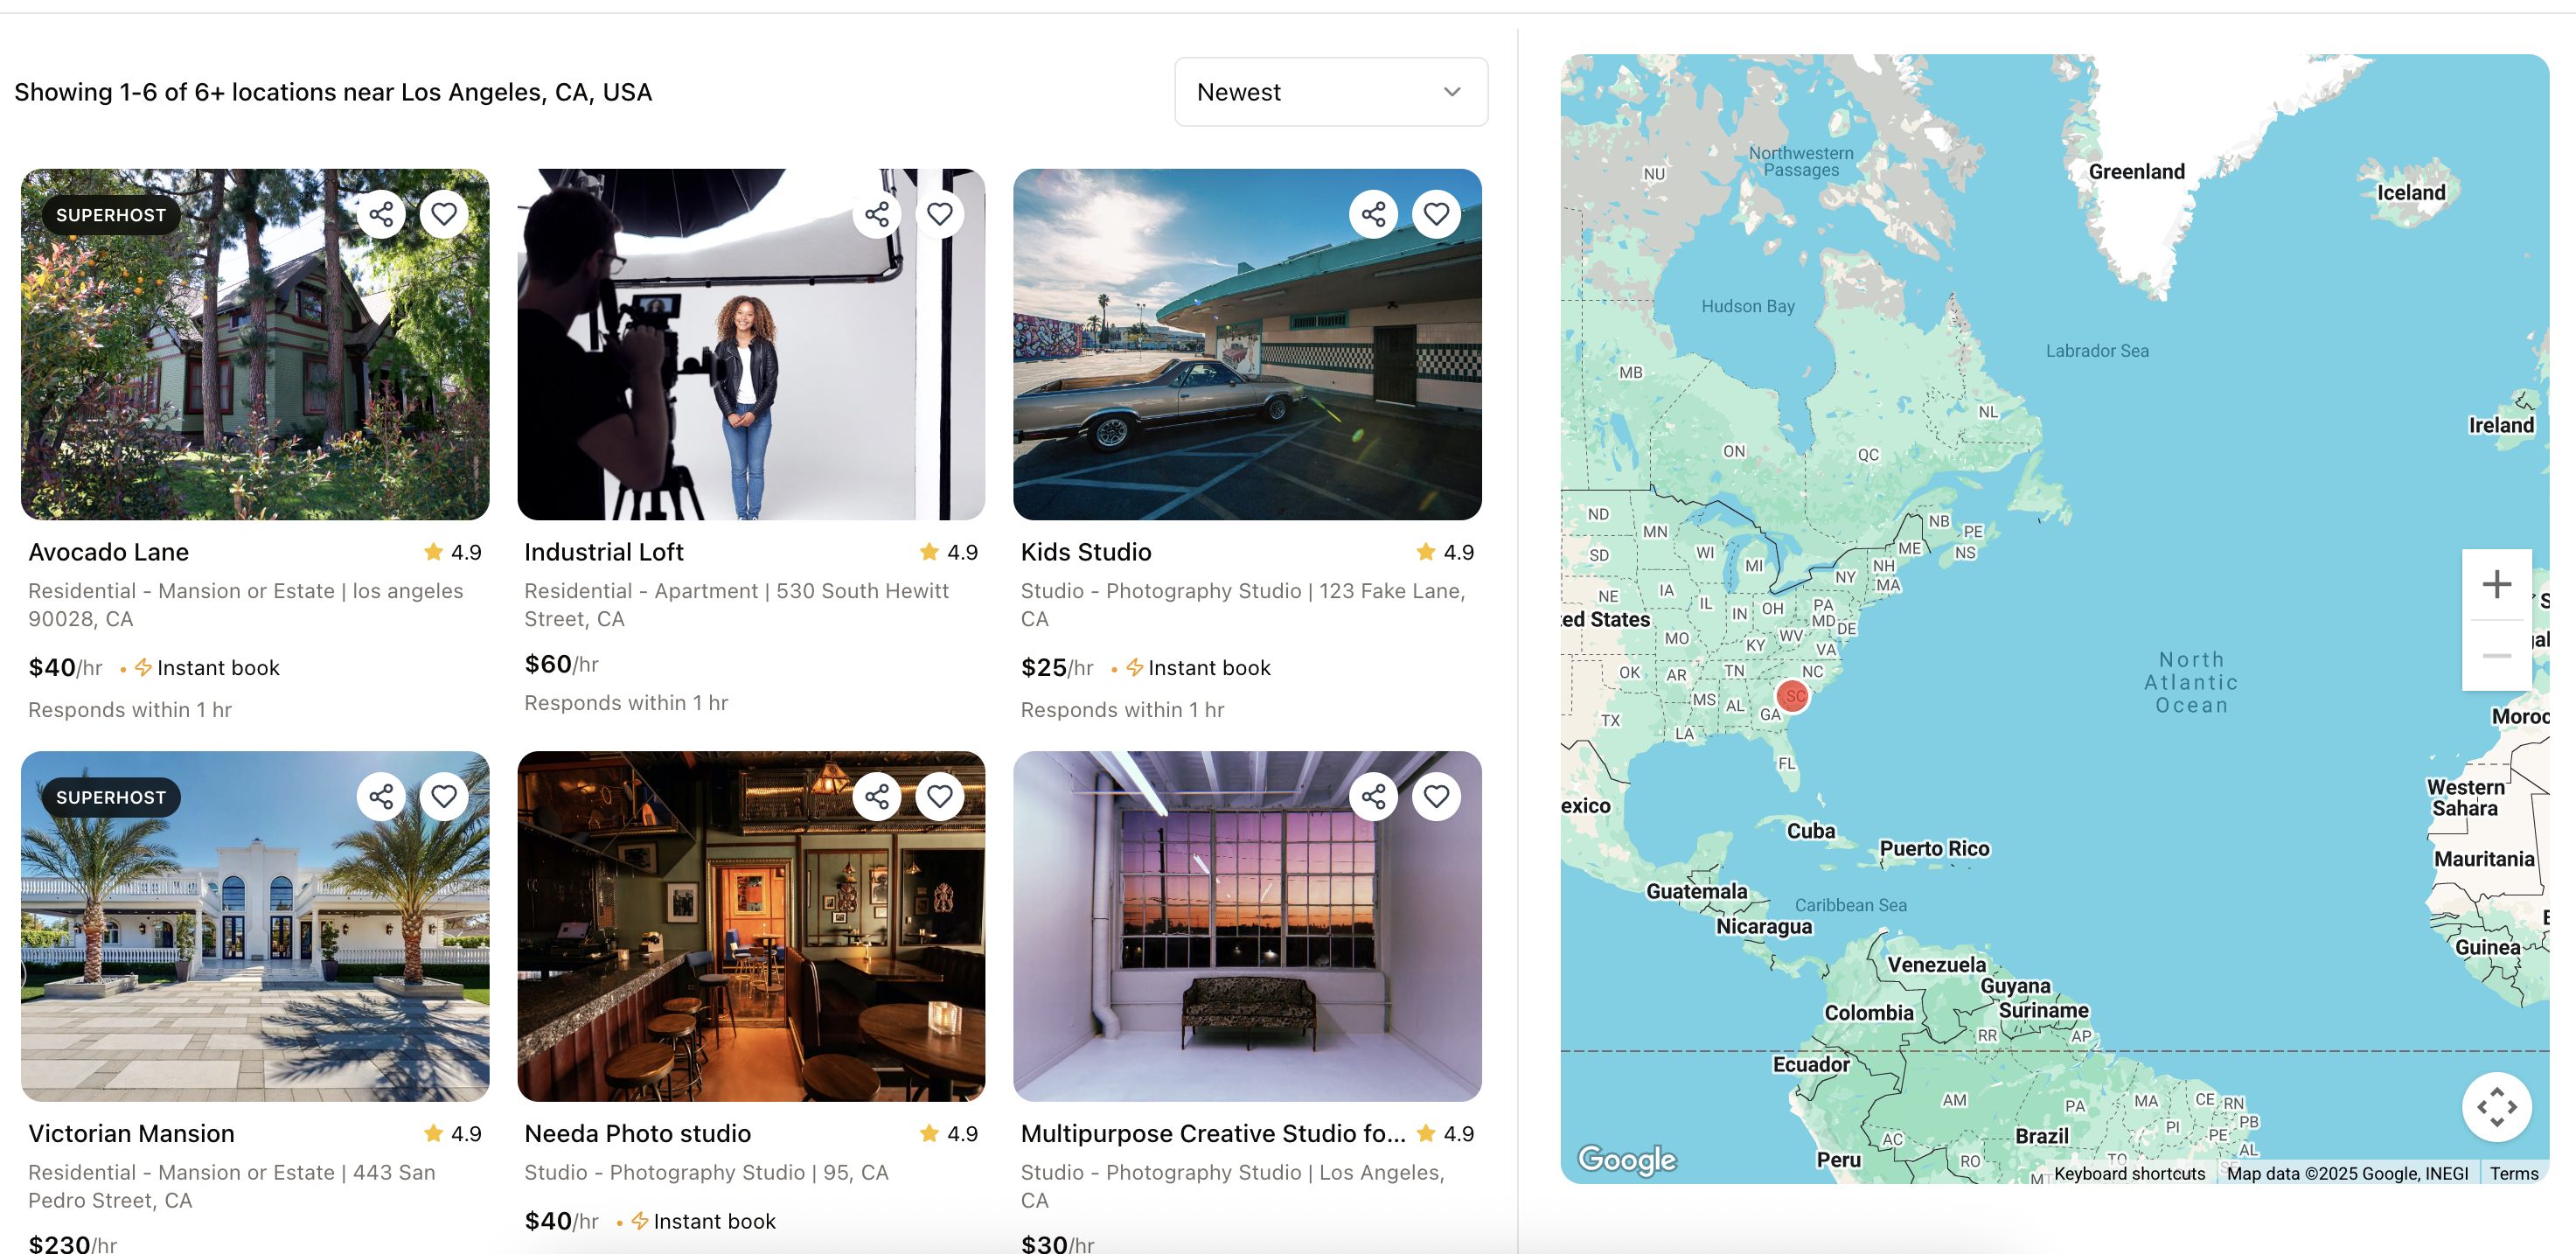 Showing 1-6 of 6+ locations near Los Angeles, CA, USA
Newest
SUPERHOST
Avocado Lane
4.9
Residential - Mansion or Estate | los angeles
90028, CA
$40/hr • Instant book
Responds within 1 hr
Industrial Loft
4.9
Residential - Apartment | 530 South Hewitt
Street, CA
$60/hr
Responds within 1 hr
Kids Studio
4.9
Studio - Photography Studio | 123 Fake Lane,
CA
$25/hr • Instant book
Responds within 1 hr
SUPERHOST
Victorian Mansion
4.9
Residential - Mansion or Estate | 443 San
Pedro Street, CA
$230/hr
Needa Photo studio
4.9
Studio - Photography Studio | 95, CA
$40/hr • Instant book
Multipurpose Creative Studio fo...
4.9
Studio - Photography Studio | Los Angeles,
CA
$30/hr
Northwestern
Passages
NU
Greenland
Iceland
Hudson Bay
Labrador Sea
MB
NL
Ireland
ON
QC
ND
MN
NB
PE
SD
WI
ME
NS
MI
NH
NY
MA
NE
IA
IL
IN
OH
PA
MD
DE
ted States
MO
KY
WV
VA
OK
AR
TN
NC
SC
MS
AL
GA
TX
LA
FL
North
Atlantic
Ocean
Moroc
Western
Sahara
exico
Cuba
Puerto Rico
Mauritania
Guatemala
Caribbean Sea
Nicaragua
Guinea
Venezuela
Guyana
Colombia
Suriname
RR
AP
Ecuador
AM
PA
MA
CE
RN
PB
PI
PE
AC
Brazil
AL
Peru
RO
TO
Google
Keyboard shortcuts
Map data ©2025 Google, INEGI
Terms